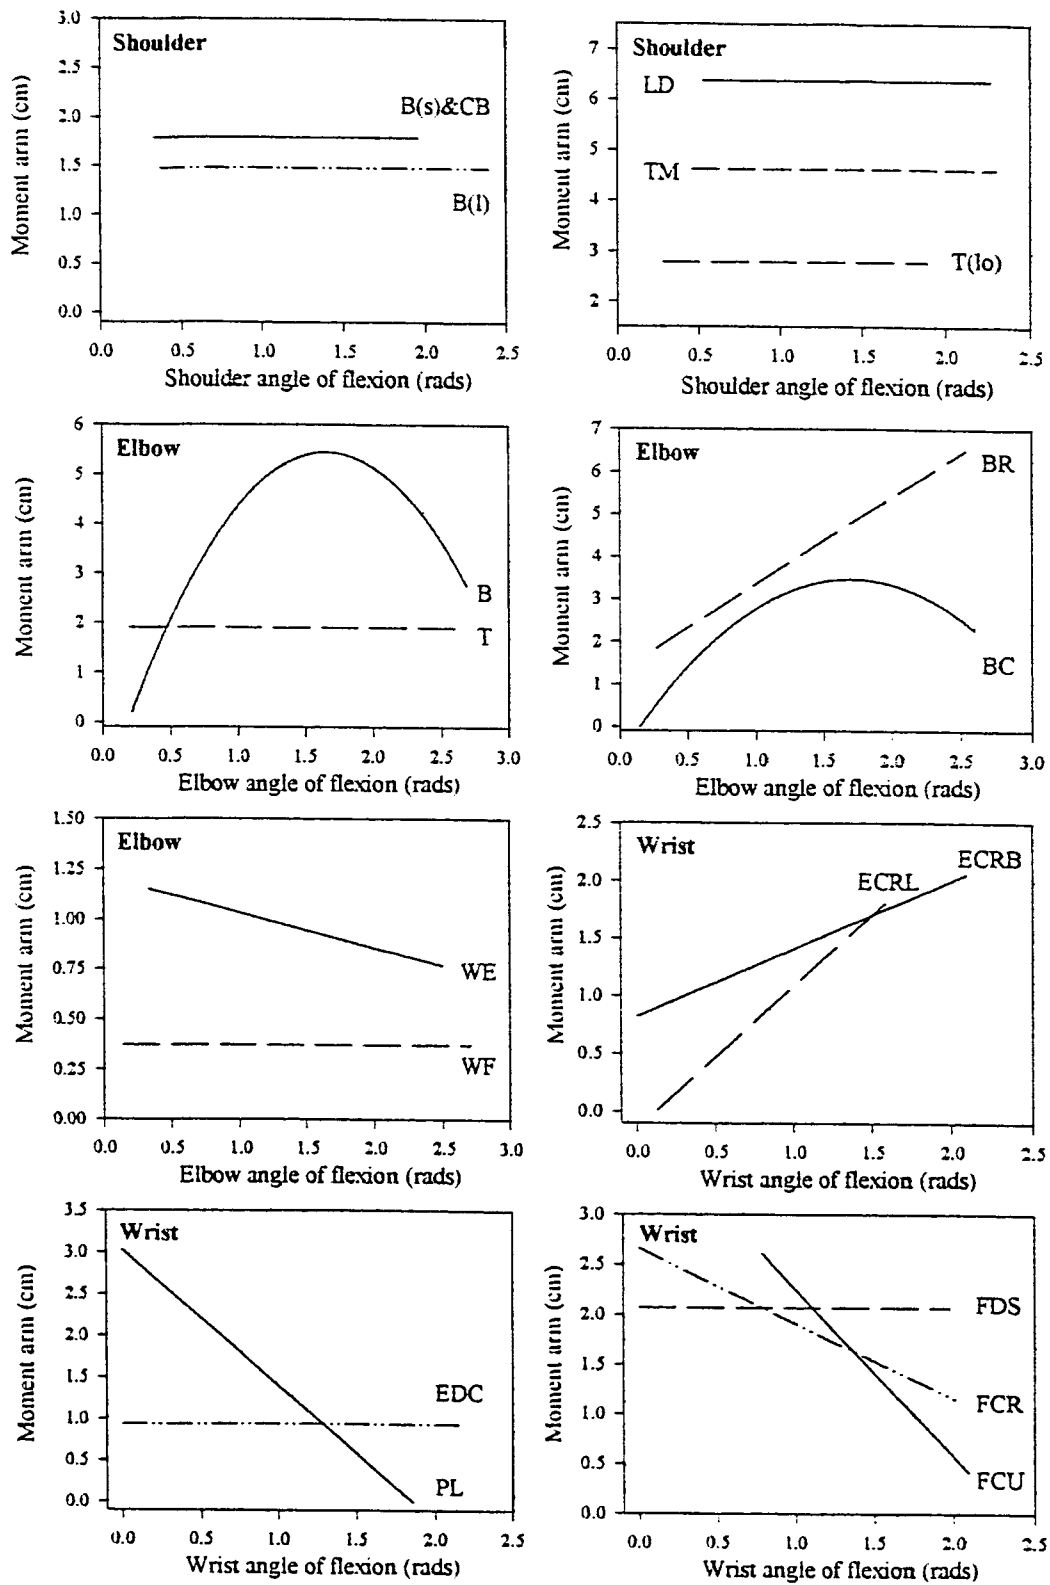 Shoulder
Moment arm (cm)
3.0
2.5
2.0
1.5
1.0
0.5
0.0
B(s)&CB
B(l)
0.0 0.5 1.0 1.5 2.0 2.5
Shoulder angle of flexion (rads)
Shoulder
Moment arm (cm)
7
6
5
4
3
2
LD
TM
T(lo)
0.0 0.5 1.0 1.5 2.0 2.5
Shoulder angle of flexion (rads)
Elbow
Moment arm (cm)
6
5
4
3
2
1
0
B
T
0.0 0.5 1.0 1.5 2.0 2.5 3.0
Elbow angle of flexion (rads)
Elbow
Moment arm (cm)
7
6
5
4
3
2
1
0
BR
BC
0.0 0.5 1.0 1.5 2.0 2.5 3.0
Elbow angle of flexion (rads)
Elbow
Moment arm (cm)
1.50
1.25
1.00
0.75
0.50
0.25
0.00
WE
WF
0.0 0.5 1.0 1.5 2.0 2.5 3.0
Elbow angle of flexion (rads)
Wrist
Moment arm (cm)
2.5
2.0
1.5
1.0
0.5
0.0
ECRB
ECRL
0.0 0.5 1.0 1.5 2.0 2.5
Wrist angle of flexion (rads)
Wrist
Moment arm (cm)
3.5
3.0
2.5
2.0
1.5
1.0
0.5
0.0
EDC
PL
0.0 0.5 1.0 1.5 2.0 2.5
Wrist angle of flexion (rads)
Wrist
Moment arm (cm)
3.0
2.5
2.0
1.5
1.0
0.5
0.0
FDS
FCR
FCU
0.0 0.5 1.0 1.5 2.0 2.5
Wrist angle of flexion (rads)